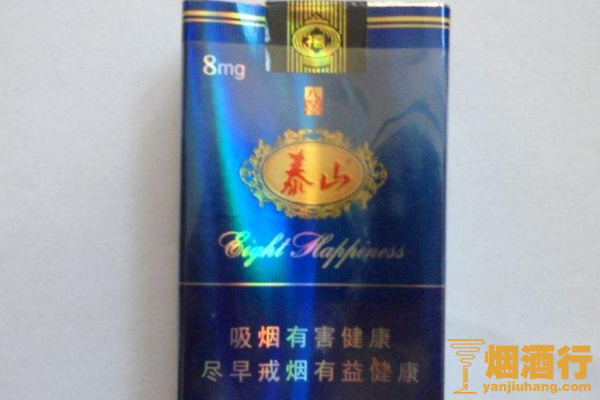 福
8mg
八喜
泰山®
Eight Happiness
吸烟有害健康
尽早戒烟有益健康
烟酒行
yanjiuhang.com